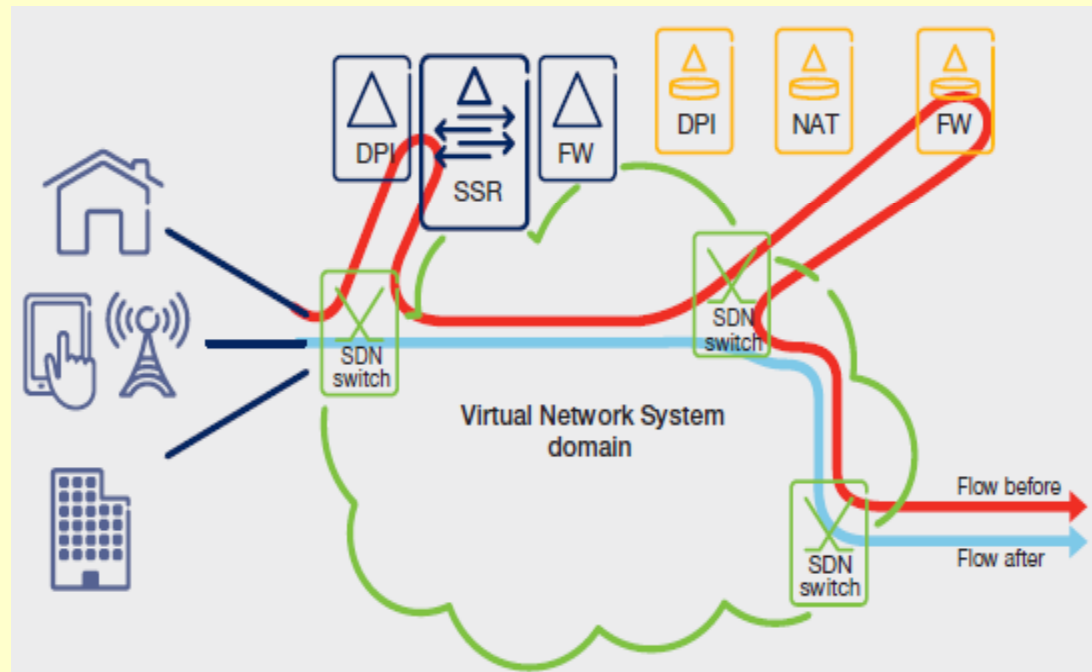 DPI
SSR
FW
DPI
NAT
FW
SDN
switch
SDN
switch
Virtual Network System
domain
SDN
switch
Flow before
Flow after